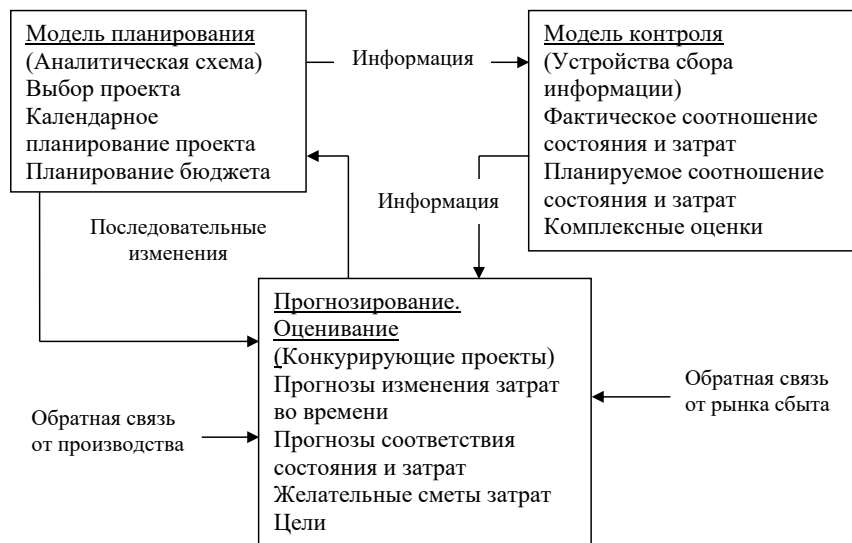 Модель планирования
(Аналитическая схема)
Выбор проекта
Календарное
планирование проекта
Планирование бюджета
Информация
Модель контроля
(Устройства сбора
информации)
Фактическое соотношение
состояния и затрат
Планируемое соотношение
состояния и затрат
Комплексные оценки
Последовательные
изменения
Информация
Прогнозирование.
Оценивание
(Конкурирующие проекты)
Прогнозы изменения затрат
во времени
Прогнозы соответствия
состояния и затрат
Желательные сметы затрат
Цели
Обратная связь
от производства
Обратная связь
от рынка сбыта